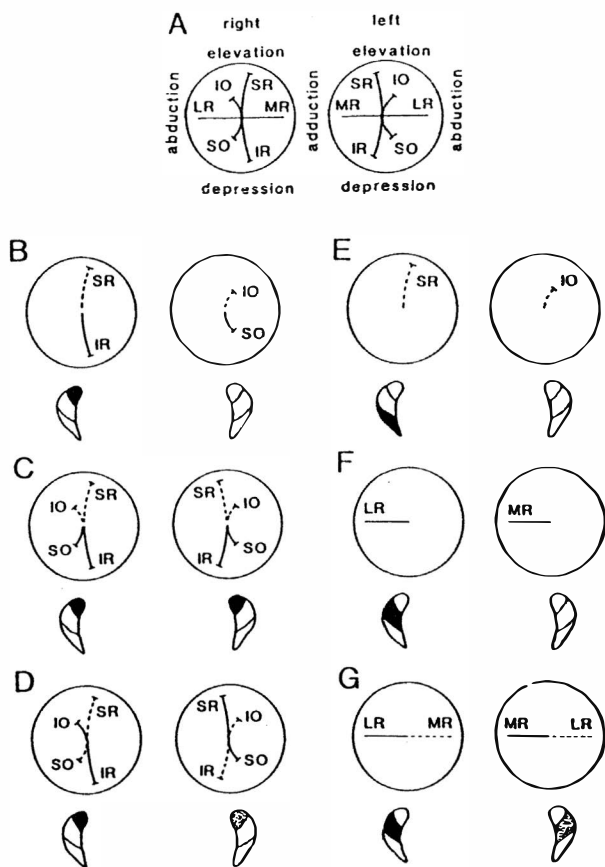 A right left
elevation elevation
abduction IO SR LR MR SO IR adduction SR IO MR LR IR SO abduction
depression depression
B SR IR IO SO
E SR IO
C IO SR SO IR SR IO IR SO
F LR MR
D IO SR SO IR SR IO IR SO
G LR MR MR LR